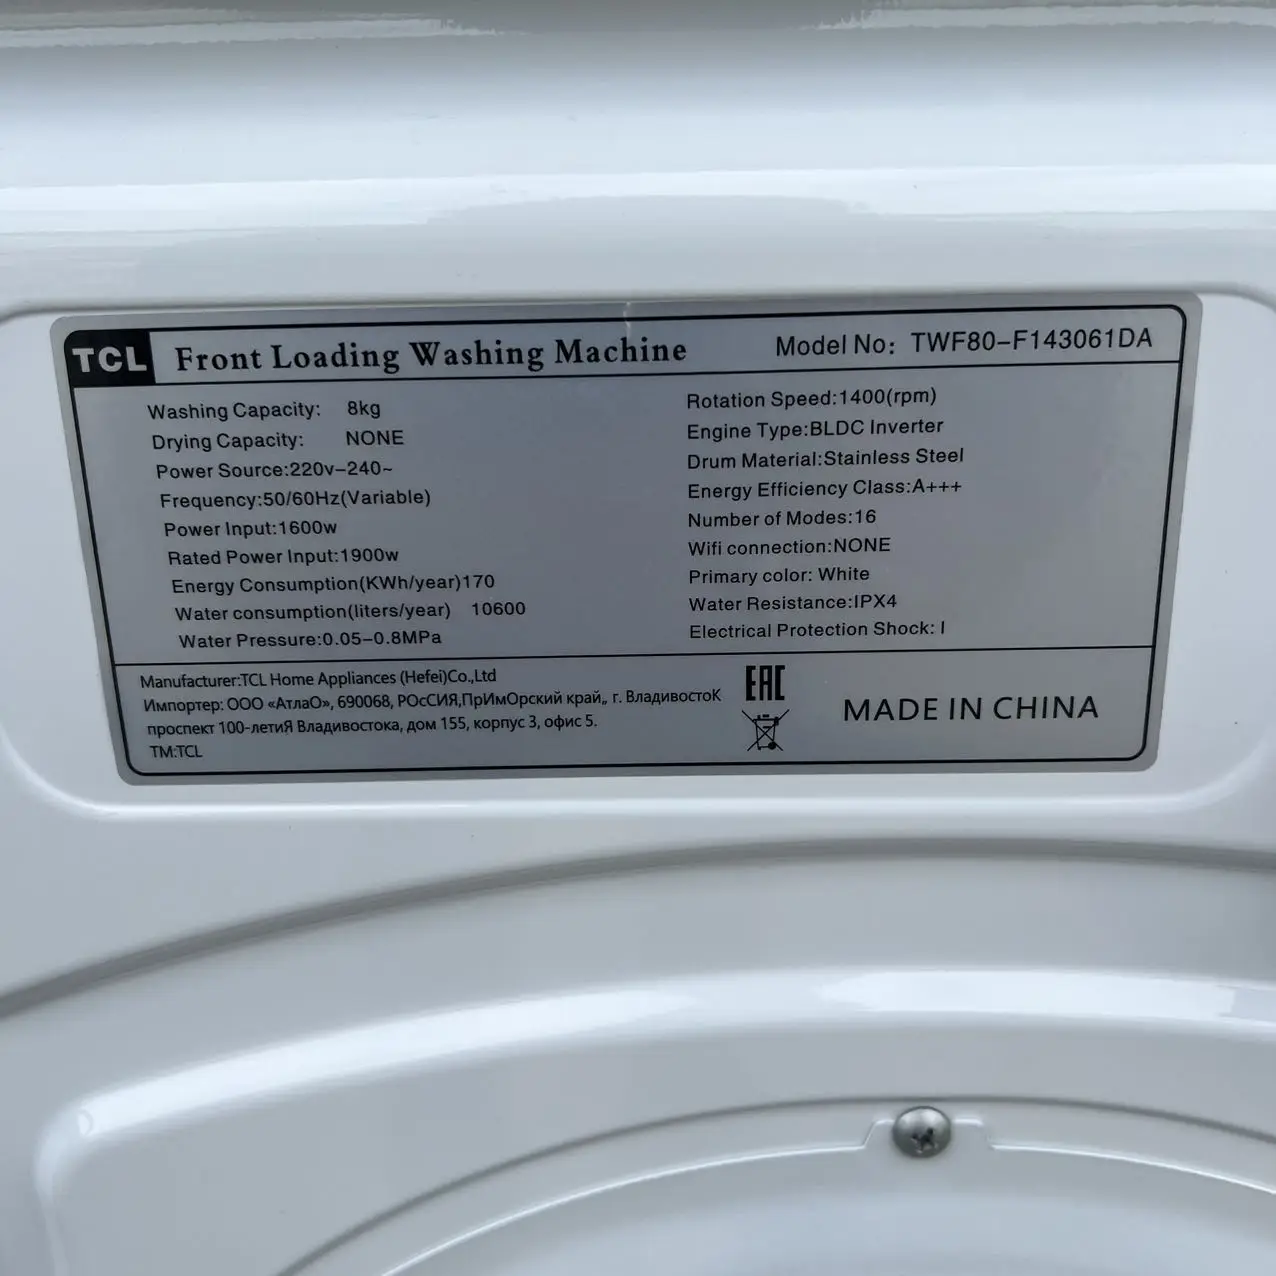 TCL Front Loading Washing Machine Model No: TWF80-F143061DA
Washing Capacity: 8kg
Drying Capacity: NONE
Power Source:220v-240~
Frequency:50/60Hz(Variable)
Power Input:1600w
Rated Power Input:1900w
Energy Consumption(KWh/year)170
Water consumption(liters/year) 10600
Water Pressure:0.05-0.8MPa
Rotation Speed:1400(rpm)
Engine Type:BLDC Inverter
Drum Material:Stainless Steel
Energy Efficiency Class:A+++
Number of Modes:16
Wifi connection:NONE
Primary color: White
Water Resistance:IPX4
Electrical Protection Shock: I
Manufacturer:TCL Home Appliances (Hefei)Co.,Ltd
Импортер: ООО «АтлаО», 690068, РОсСИЯ,ПрИмОрский край,, г. ВладивостоК
проспект 100-летиЯ Владивостока, дом 155, корпус 3, офис 5.
TM:TCL
EAC
MADE IN CHINA